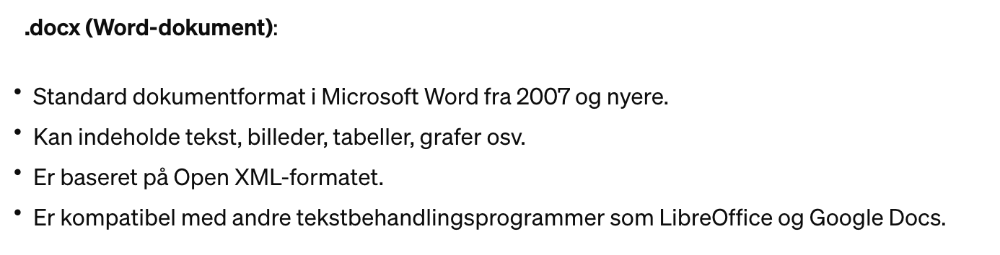 .docx (Word-dokument):
• Standard dokumentformat i Microsoft Word fra 2007 og nyere.
• Kan indeholde tekst, billeder, tabeller, grafer osv.
• Er baseret på Open XML-formatet.
• Er kompatibel med andre tekstbehandlingsprogrammer som LibreOffice og Google Docs.